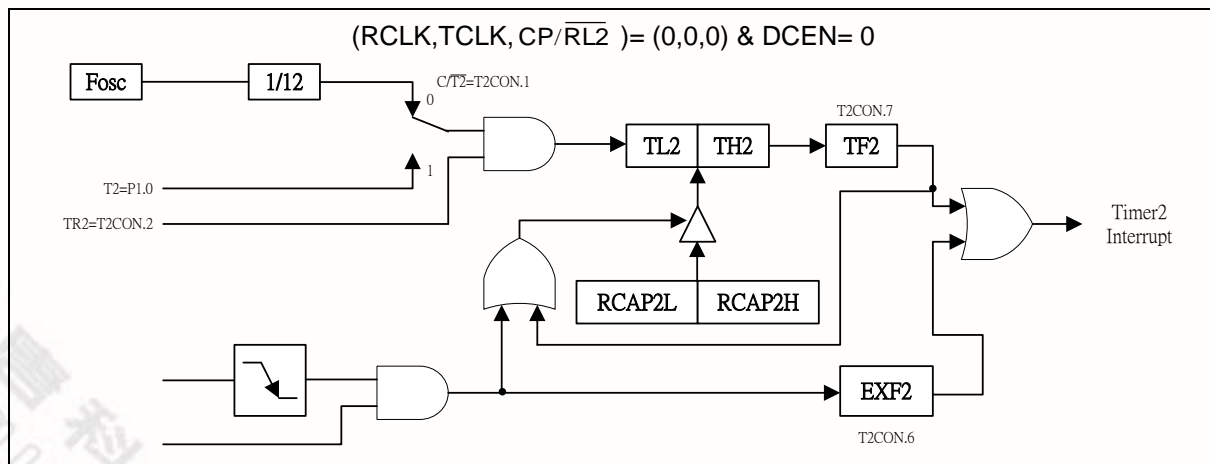 (RCLK,TCLK, CP/RL2 )= (0,0,0) & DCEN= 0
Fosc
1/12
C/T2=T2CON.1
0
1
T2=P1.0
TR2=T2CON.2
TL2
TH2
T2CON.7
TF2
RCAP2L
RCAP2H
Timer2
Interrupt
EXF2
T2CON.6